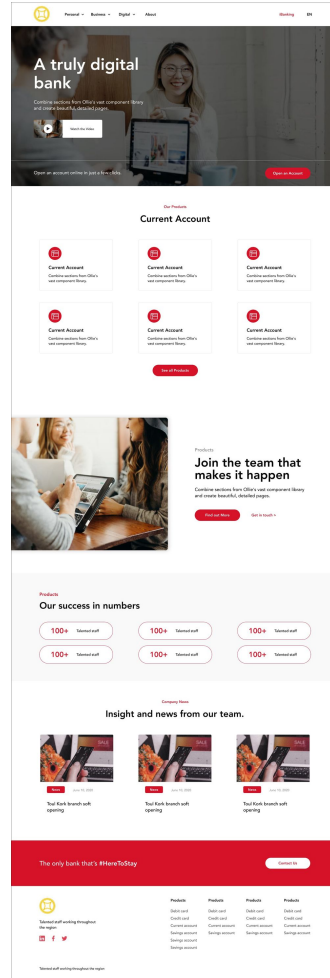 Personal Business Digital About iBanking EN
A truly digital
bank
Combine sections from Ollie's vast component library
and create beautiful, detailed pages.
Watch the Video
Open an account online in just a few clicks.
Open an Account
Our Products
Current Account
Current Account Current Account Current Account
Combine sections from Ollie's Combine sections from Ollie's Combine sections from Ollie's
vast component library. vast component library. vast component library.
Current Account Current Account Current Account
Combine sections from Ollie's Combine sections from Ollie's Combine sections from Ollie's
vast component library. vast component library. vast component library.
See all Products
Products
Join the team that
makes it happen
Combine sections from Ollie's vast component library
and create beautiful, detailed pages.
Find out More Get in touch >
Products
Our success in numbers
100+ Talented staff 100+ Talented staff 100+ Talented staff
100+ Talented staff 100+ Talented staff 100+ Talented staff
Company News
Insight and news from our team.
SALE SALE SALE
News June 10, 2020 News June 10, 2020 News June 10, 2020
Toul Kork branch soft Toul Kork branch soft Toul Kork branch soft
opening opening opening
The only bank that's #HereToStay
Contact Us
Products Products Products Products
Debit card Debit card Debit card Debit card
Credit card Credit card Credit card Credit card
Talented staff working throughout
the region
Current account Current account Current account Current account
Savings account Savings account Savings account Savings account
Savings account
Savings account
Talented staff working throughout the region